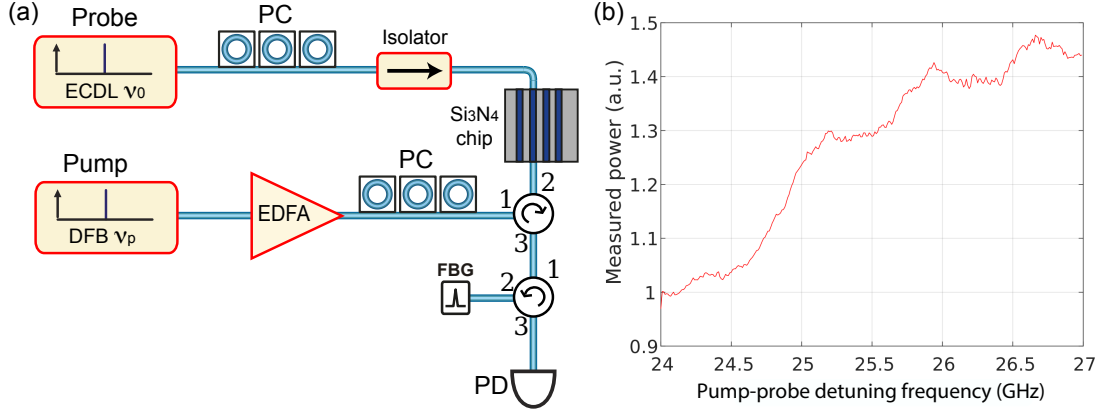 (a)
Probe
ECDL ν0
PC
Isolator
Si3N4
chip
Pump
DFB νp
EDFA
PC
1
2
3
FBG
2
1
3
PD
(b)
Measured power (a.u.)
1.5
1.4
1.3
1.2
1.1
1
0.9
24
24.5
25
25.5
26
26.5
27
Pump-probe detuning frequency (GHz)